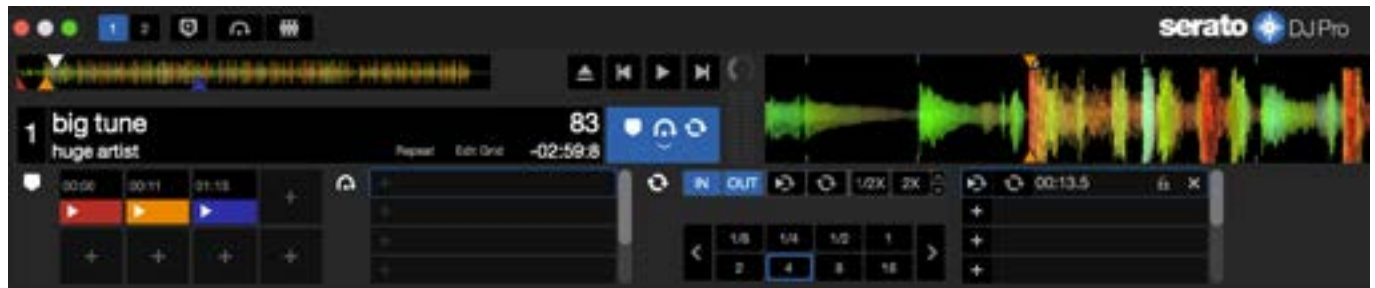 1 2
serato DJ Pro
1 big tune 83
huge artist Repeat Edit Grid -02:59:8
00:00 00:11 01:15
IN OUT 1/2X 2X 00:13.5
1/8 1/4 1/2 1
2 4 8 16